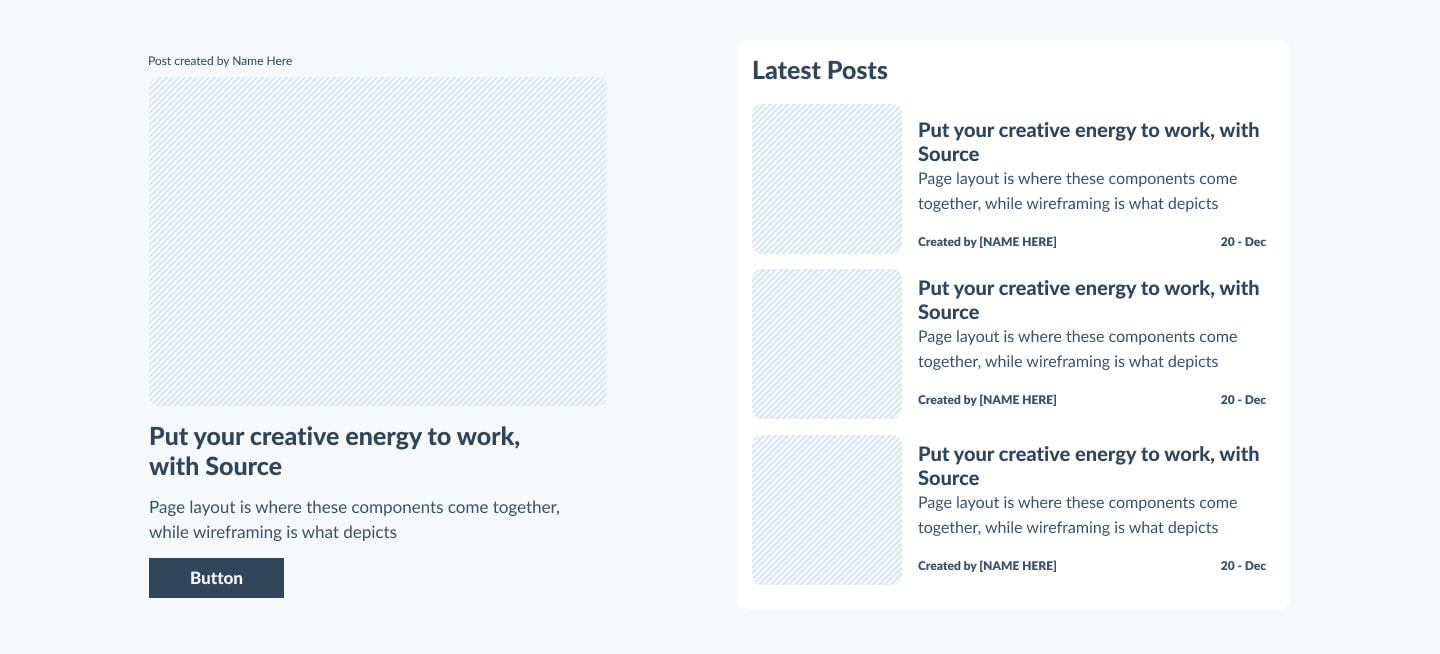 Post created by Name Here
Put your creative energy to work,
with Source
Page layout is where these components come together,
while wireframing is what depicts
Button
Latest Posts
Put your creative energy to work, with
Source
Page layout is where these components come
together, while wireframing is what depicts
Created by [NAME HERE] 20 - Dec
Put your creative energy to work, with
Source
Page layout is where these components come
together, while wireframing is what depicts
Created by [NAME HERE] 20 - Dec
Put your creative energy to work, with
Source
Page layout is where these components come
together, while wireframing is what depicts
Created by [NAME HERE] 20 - Dec